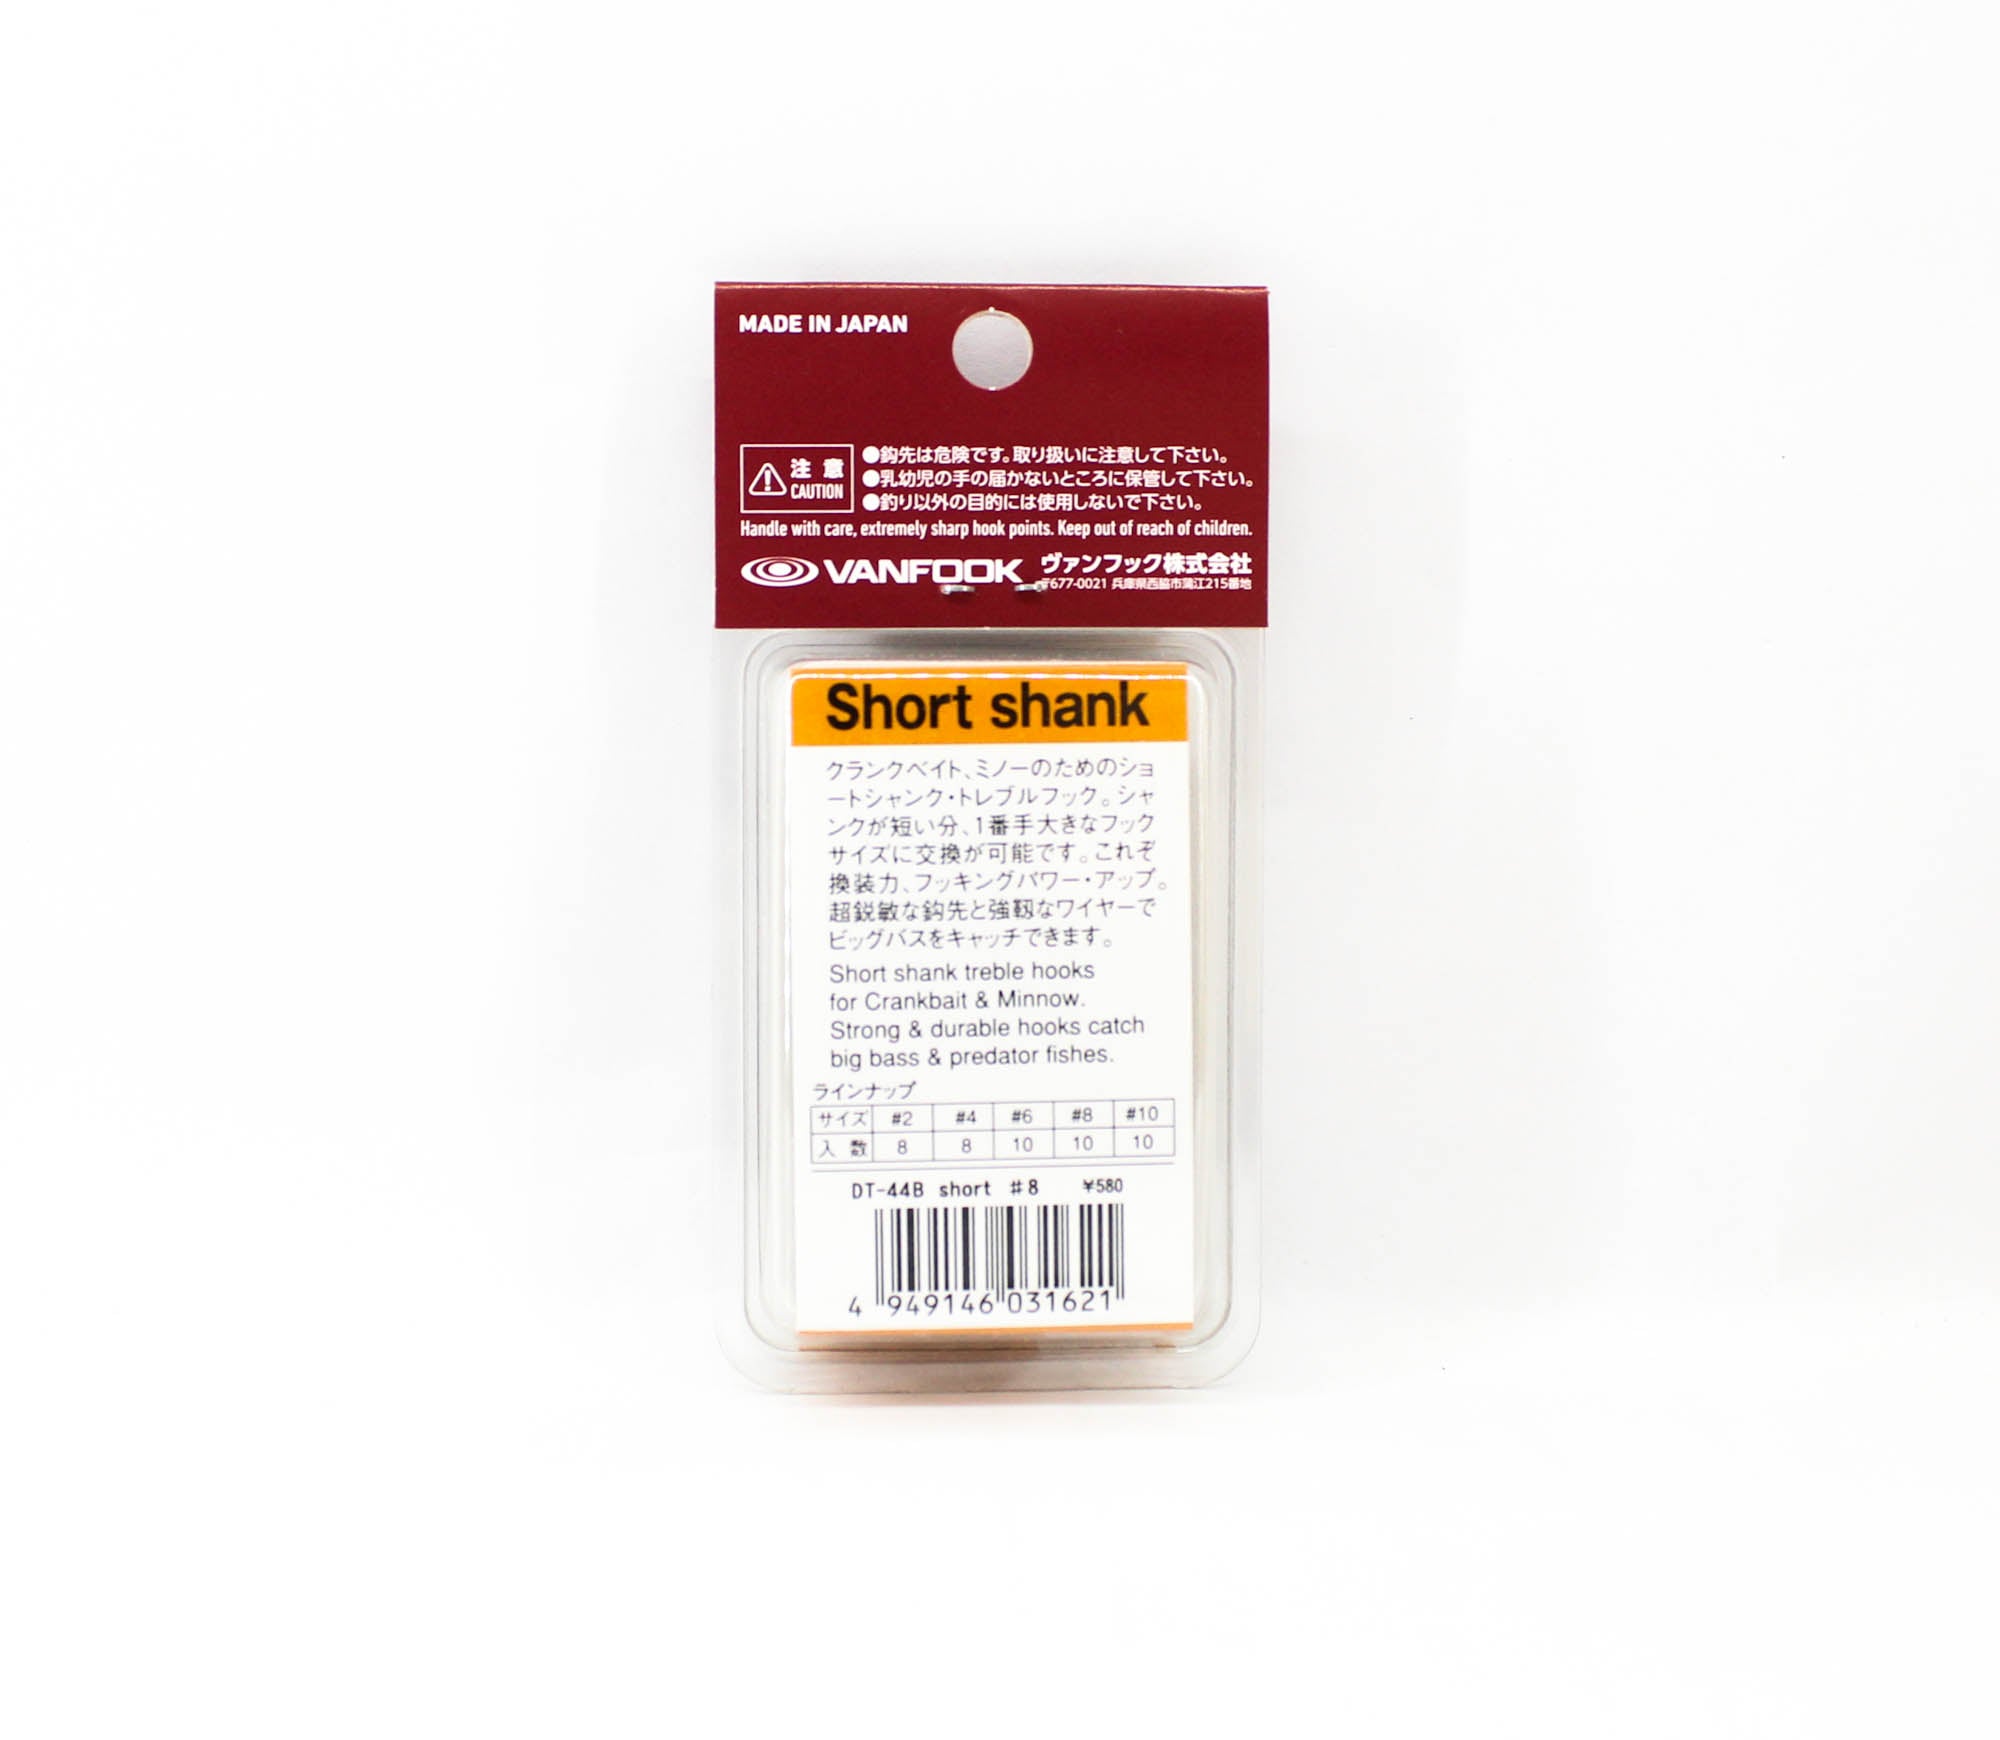 MADE IN JAPAN
注 意
CAUTION
●鈎先は危険です。取り扱いに注意して下さい。
●乳幼児の手の届かないところに保管して下さい。
●釣り以外の目的には使用しないで下さい。
Handle with care, extremely sharp hook points. Keep out of reach of children.
VANFOOK ヴァンフック株式会社
〒677-0021 兵庫県西脇市蒲江215番地
Short shank
クランクベイト、ミノーのためのショ
ートシャンク・トレブルフック。シャ
ンクが短い分、1番手大きなフック
サイズに交換が可能です。これぞ
換装力、フッキングパワー・アップ。
超鋭敏な鈎先と強靱なワイヤーで
ビッグバスをキャッチできます。
Short shank treble hooks
for Crankbait & Minnow.
Strong & durable hooks catch
big bass & predator fishes.
ラインナップ
サイズ #2 #4 #6 #8 #10
入 数 8 8 10 10 10
DT-44B short #8 ¥580
4 949146 031621